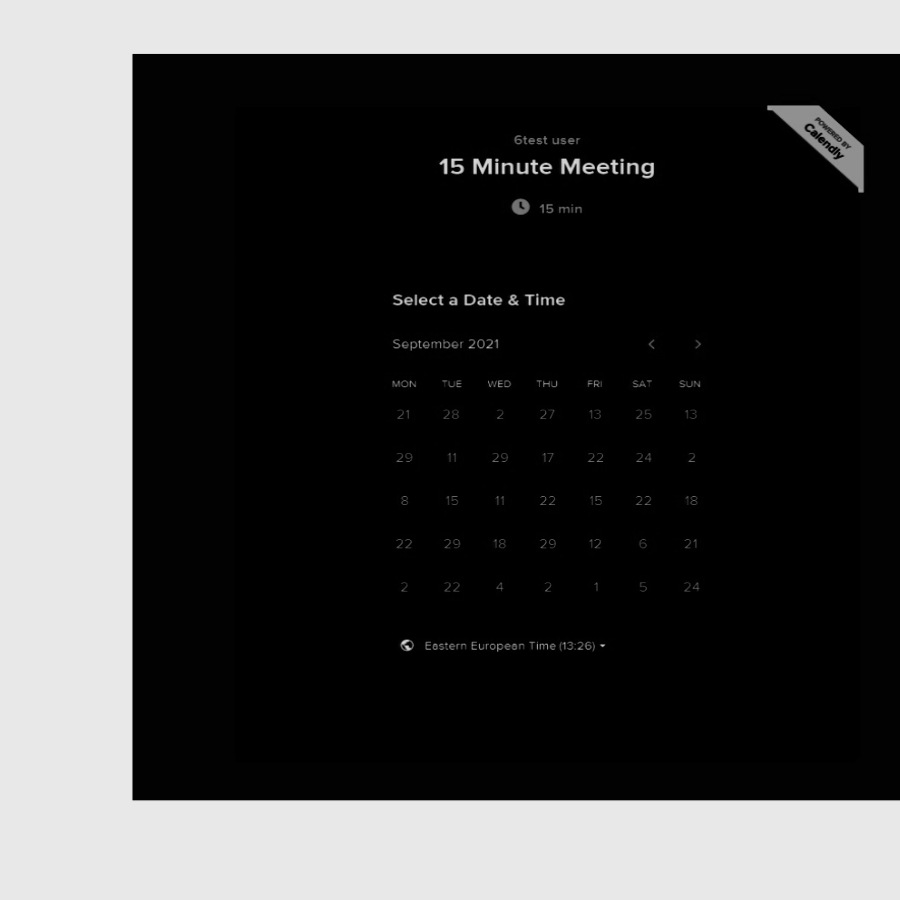 POWERED BY
Calendly
6test user
15 Minute Meeting
15 min
Select a Date & Time
September 2021
MON TUE WED THU FRI SAT SUN
21 28 2 27 13 25 13
29 11 29 17 22 24 2
8 15 11 22 15 22 18
22 29 18 29 12 6 21
2 22 4 2 1 5 24
Eastern European Time (13:26)